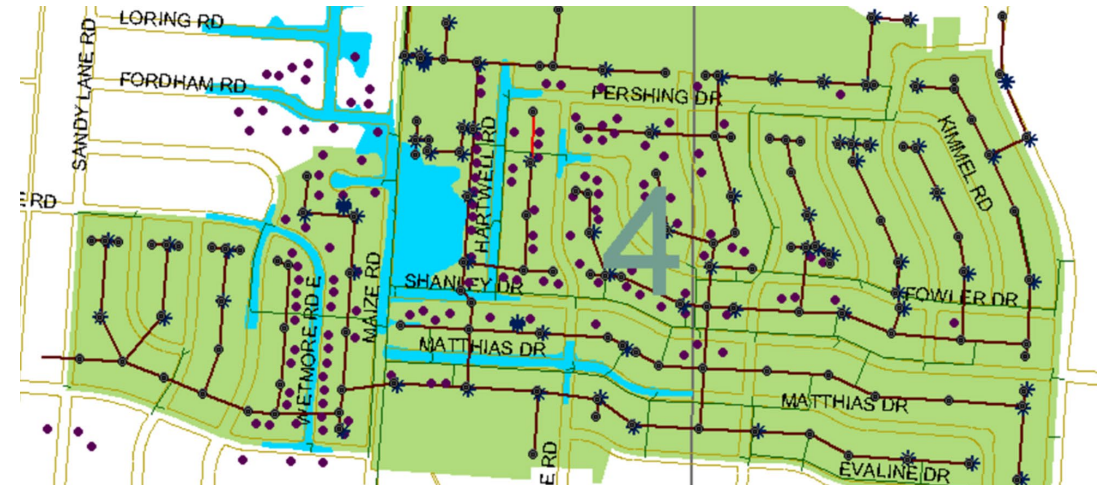 LORING RD
FORDHAM RD
SANDY LANE RD
PERSHING DR
KIMMEL RD
HARTWELL RD
E RD
4
SHANLEY DR
FOWLER DR
MAIZE RD
WETMORE RD E
MATTHIAS DR
MATTHIAS DR
EVALINE DR
E RD